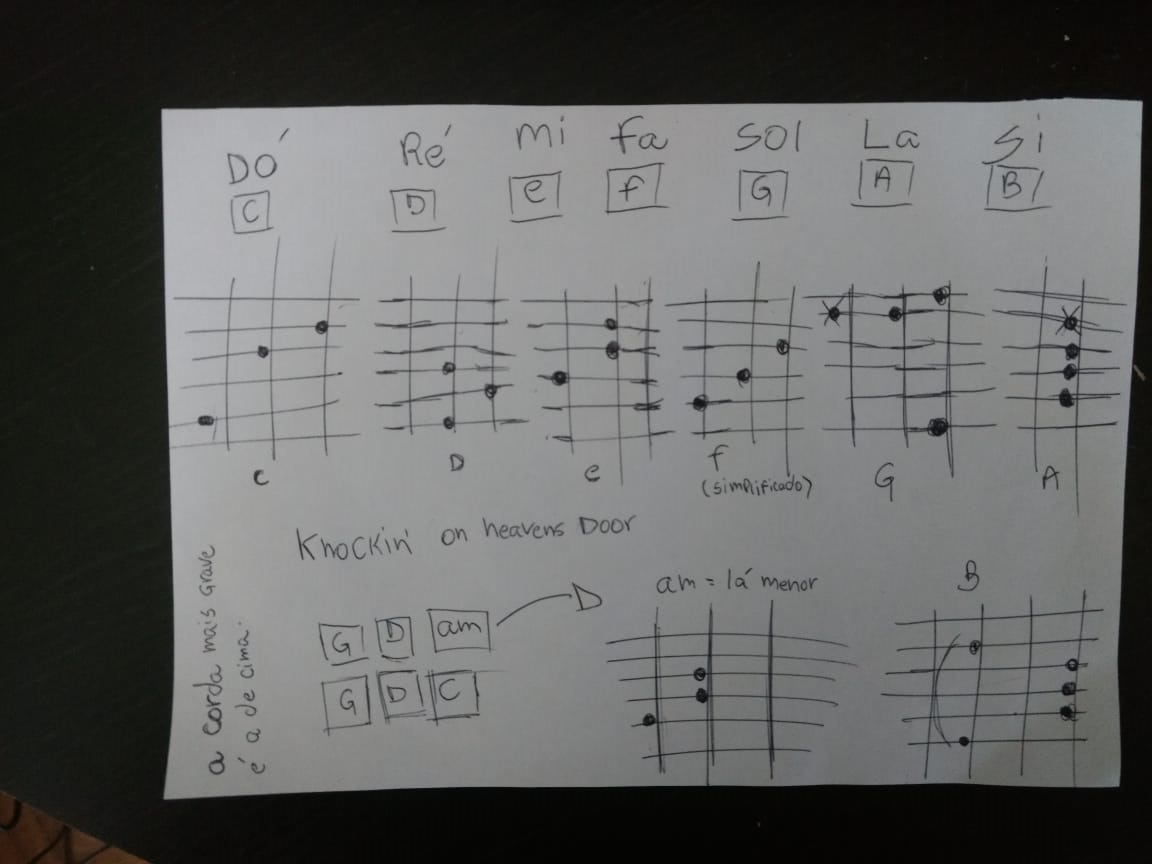 DÓ Ré Mi fa SOl La Si
C D e f G A B
C D e f G A
(simplificado)
Knockin' on heavens Door
am = lá menor B
G D am D
G D C
a corda mais grave
é a de cima.